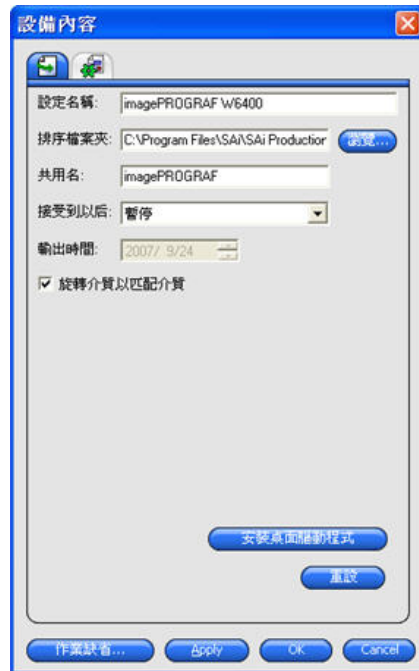 設備內容
設定名稱: imagePROGRAF W6400
排序檔案夾: C:\Program Files\SAi\SAi Production 瀏覽...
共用名: imagePROGRAF
接受到以后: 暫停
輸出時間: 2007/ 9/24
旋轉介質以匹配介質
安裝桌面驅動程式
重設
作業缺省... Apply OK Cancel